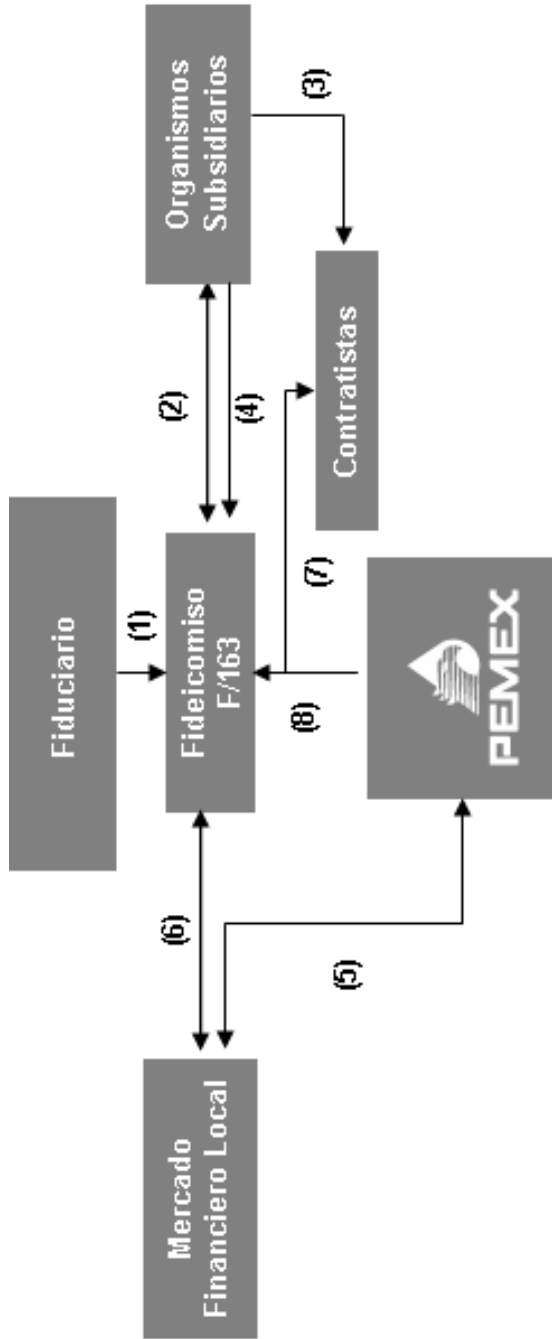 Fiduciario
(1)
Mercado
Financiero Local
(6)
Fideicomiso
F/163
(2)
(4)
Organismos
Subsidiarios
(5)
(8)
(7)
(3)
Contratistas
PEMEX